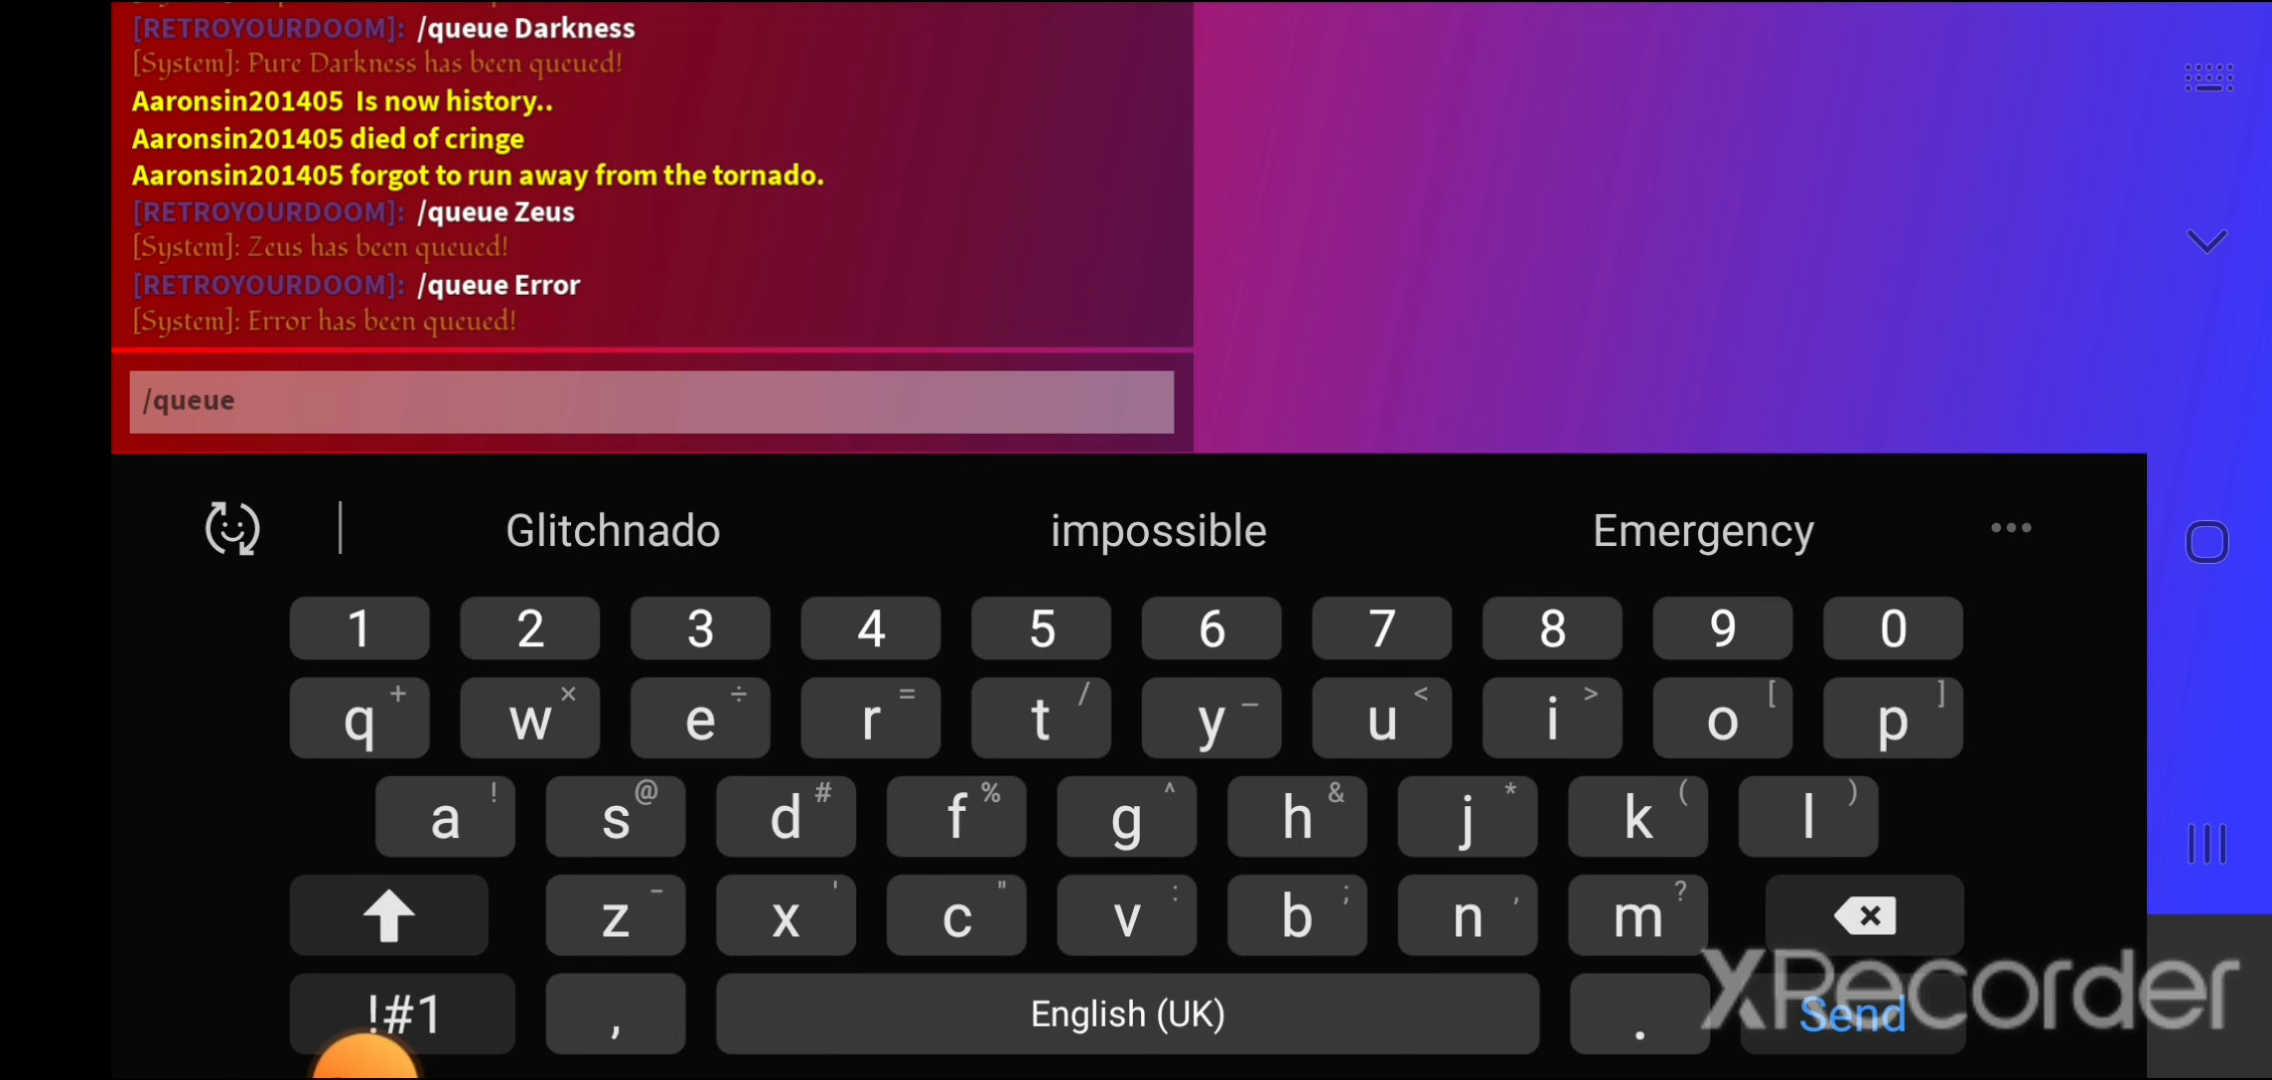 [RETROYOURDOOM]: /queue Darkness
[System]: Pure Darkness has been queued!
Aaronsin201405 Is now history..
Aaronsin201405 died of cringe
Aaronsin201405 forgot to run away from the tornado.
[RETROYOURDOOM]: /queue Zeus
[System]: Zeus has been queued!
[RETROYOURDOOM]: /queue Error
[System]: Error has been queued!
/queue
Glitchnado impossible Emergency
1 2 3 4 5 6 7 8 9 0
q + w × e ÷ r = t / y _ u < i > o [ p ]
a ! s @ d # f % g ^ h & j * k ( l )
z - x ' c " v : b ; n , m ?
!#1 , English (UK) . Send
XRecorder